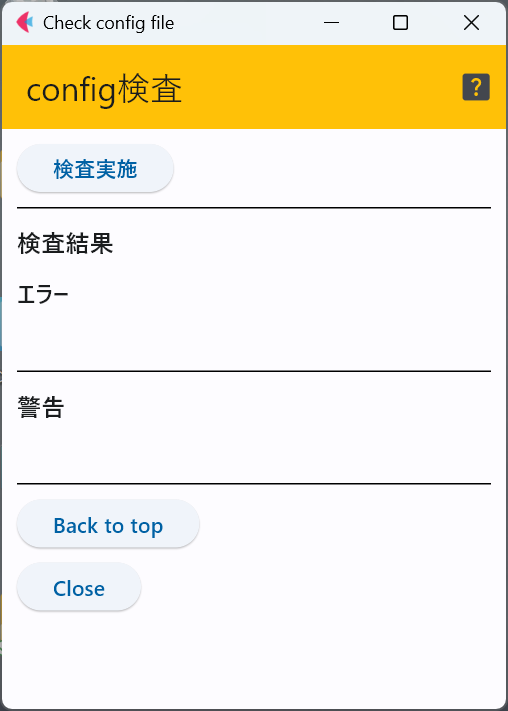 Check config file
config検査
検査実施
検査結果
エラー
警告
Back to top
Close